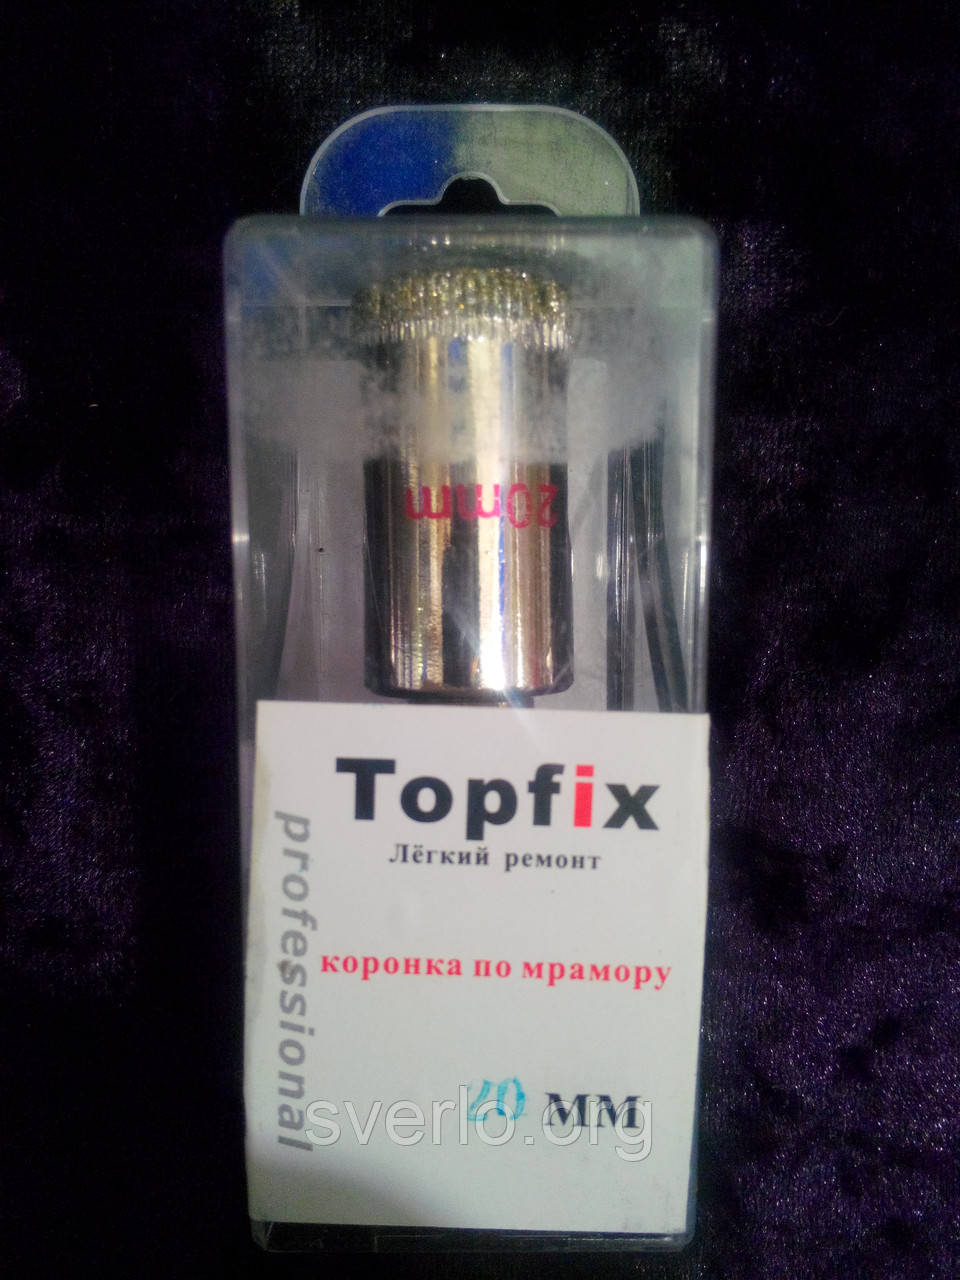 20mm
Topfix
Лёгкий ремонт
professional
коронка по мрамору
20 мм
sverlo.org